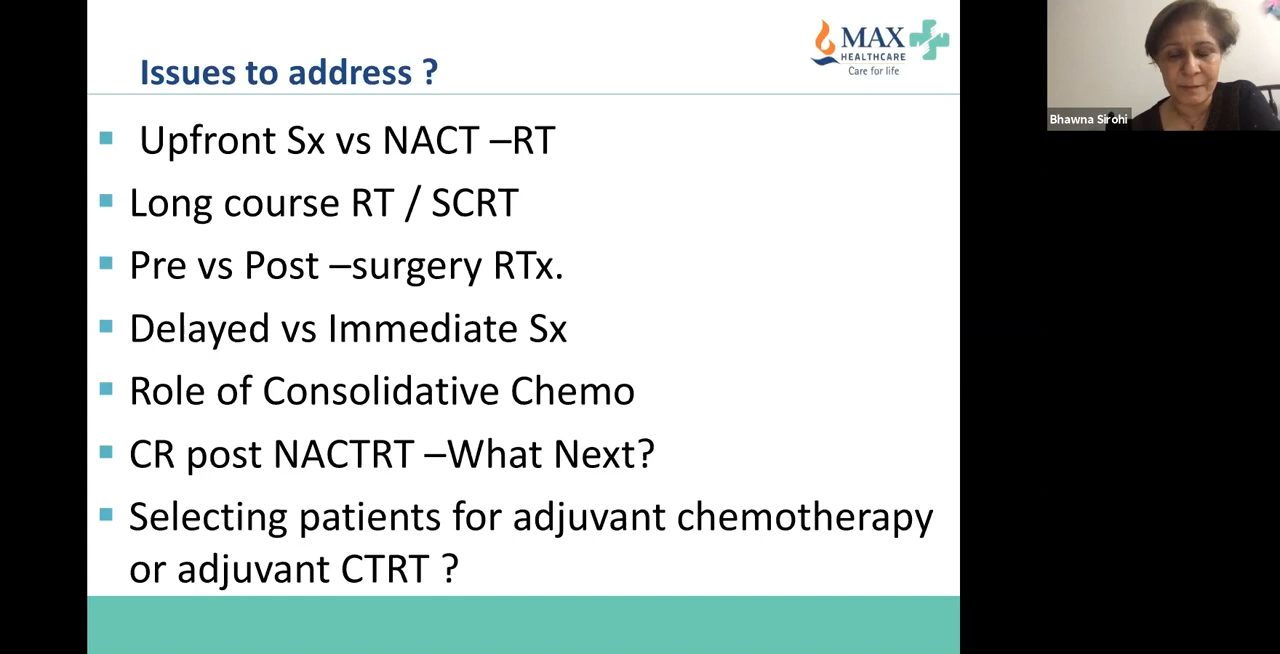 Issues to address ?
MAX
HEALTHCARE
Care for life
Bhawna Sirohi
Upfront Sx vs NACT –RT
Long course RT / SCRT
Pre vs Post –surgery RTx.
Delayed vs Immediate Sx
Role of Consolidative Chemo
CR post NACTRT –What Next?
Selecting patients for adjuvant chemotherapy
or adjuvant CTRT ?